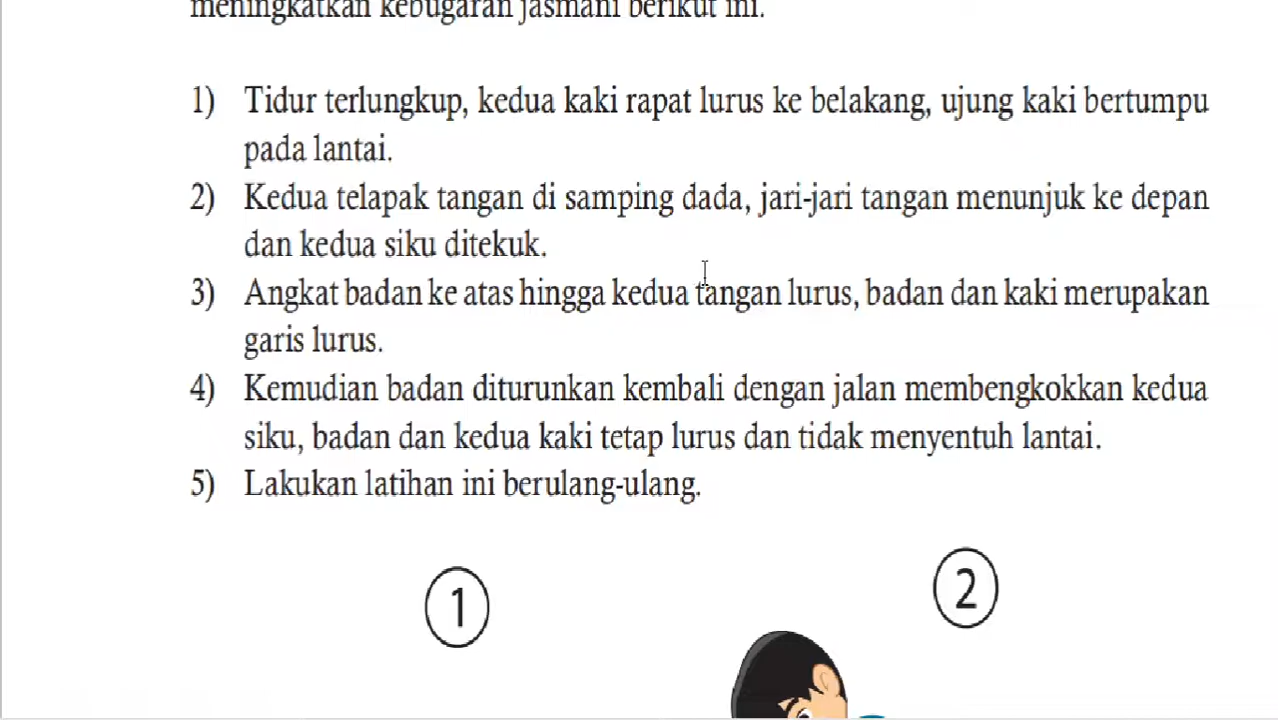 meningkatkan kebugaran jasmani berikut ini.
1) Tidur terlungkup, kedua kaki rapat lurus ke belakang, ujung kaki bertumpu
pada lantai.
2) Kedua telapak tangan di samping dada, jari-jari tangan menunjuk ke depan
dan kedua siku ditekuk.
3) Angkat badan ke atas hingga kedua tangan lurus, badan dan kaki merupakan
garis lurus.
4) Kemudian badan diturunkan kembali dengan jalan membengkokkan kedua
siku, badan dan kedua kaki tetap lurus dan tidak menyentuh lantai.
5) Lakukan latihan ini berulang-ulang.
1
2